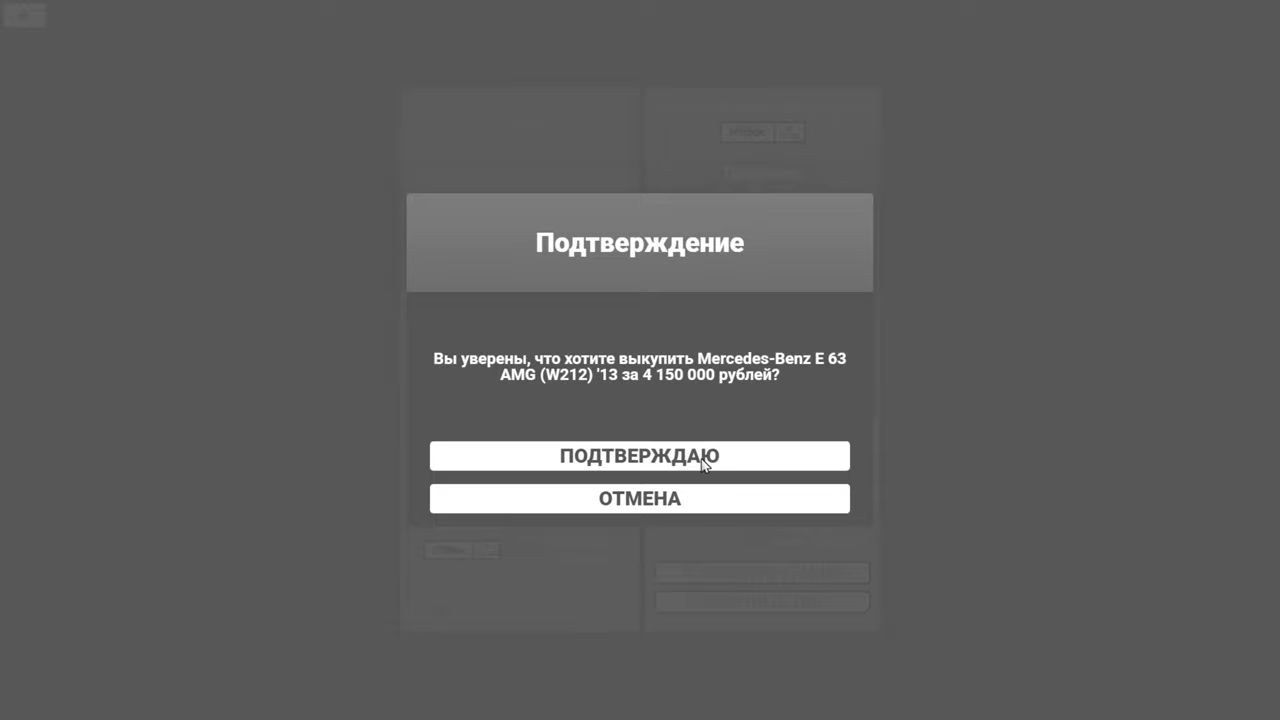 Подтверждение
Вы уверены, что хотите выкупить Mercedes-Benz E 63
AMG (W212) '13 за 4 150 000 рублей?
ПОДТВЕРЖДАЮ
ОТМЕНА